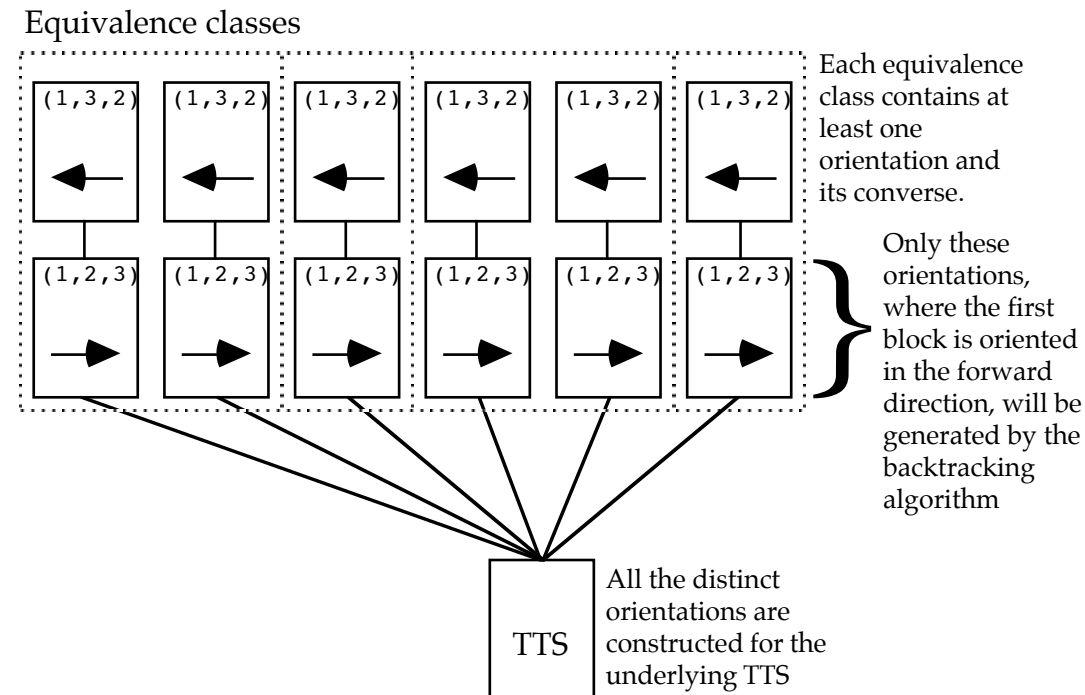 Equivalence classes
(1,3,2) (1,3,2) (1,3,2) (1,3,2) (1,3,2) (1,3,2)
Each equivalence
class contains at
least one
orientation and
its converse.
(1,2,3) (1,2,3) (1,2,3) (1,2,3) (1,2,3) (1,2,3)
Only these
orientations,
where the first
block is oriented
in the forward
direction, will be
generated by the
backtracking
algorithm
TTS
All the distinct
orientations are
constructed for the
underlying TTS